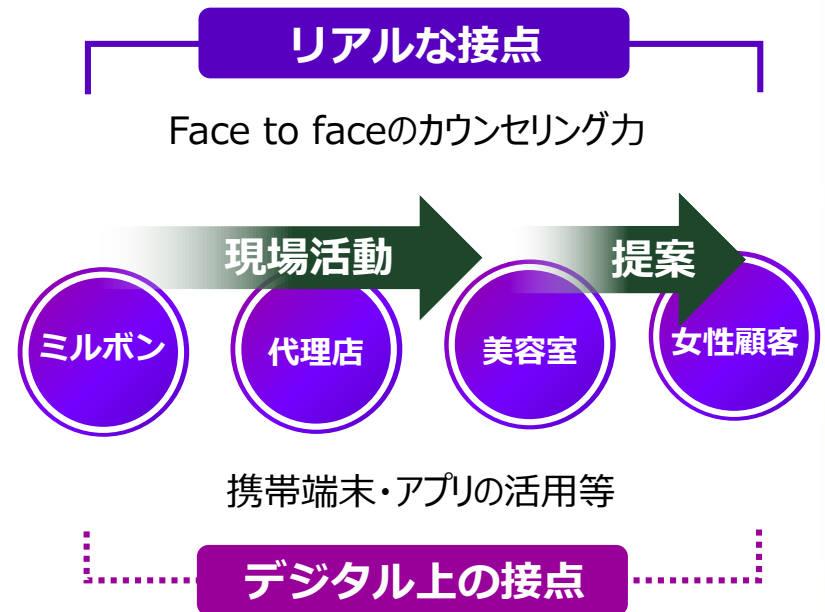 リアルな接点
Face to faceのカウンセリング力
現場活動
提案
ミルボン
代理店
美容室
女性顧客
携帯端末・アプリの活用等
デジタル上の接点